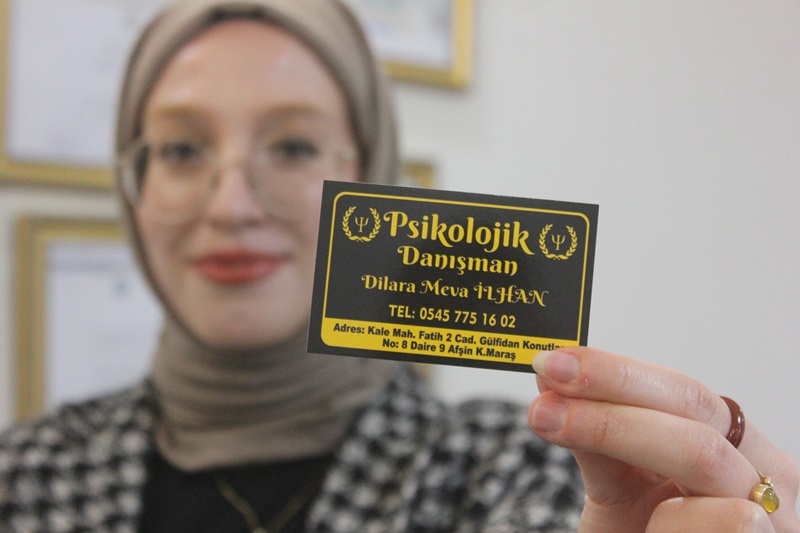 Psikolojik
Danışman
Dilara Meva İLHAN
TEL: 0545 775 16 02
Adres: Kale Mah. Fatih 2 Cad. Gülfidan Konutlar
No: 8 Daire 9 Afşin K.Maraş